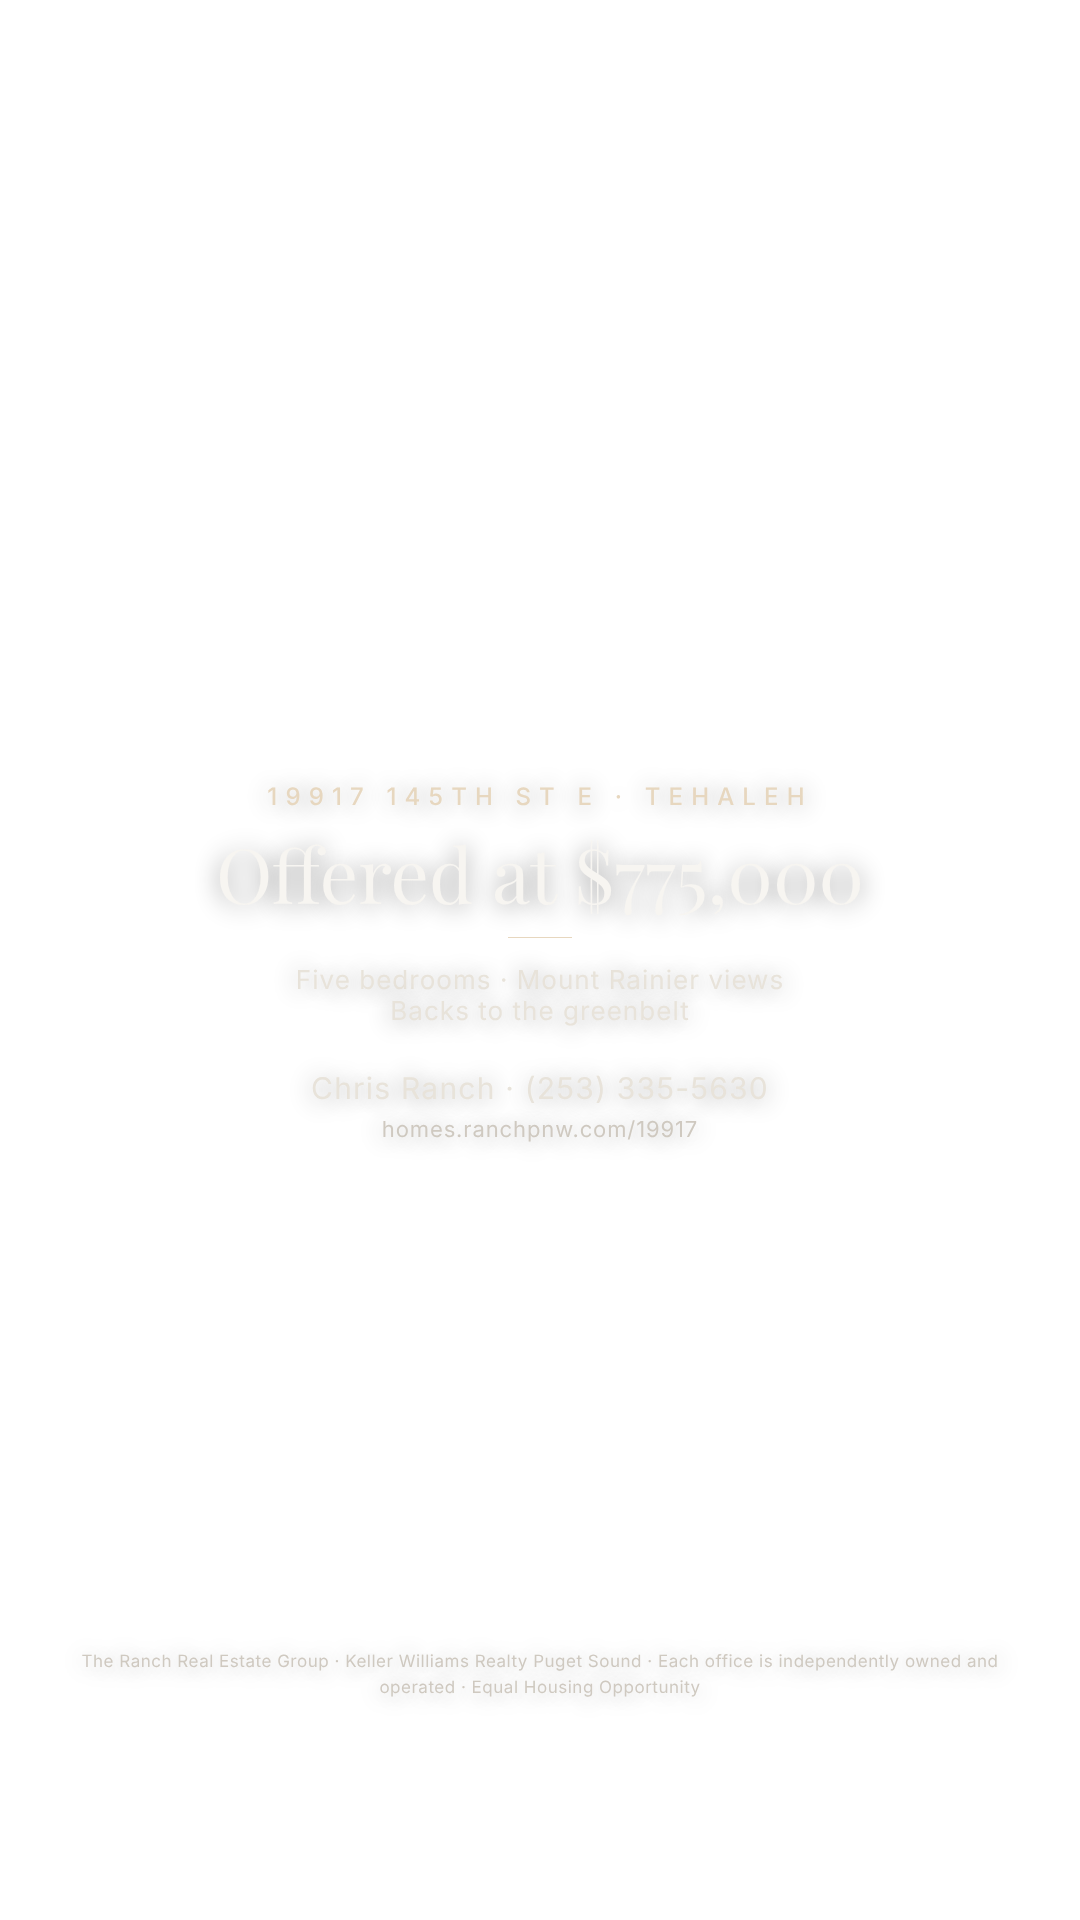 19917 145TH ST E · TEHALEH
Offered at $775,000
Five bedrooms · Mount Rainier views
Backs to the greenbelt
Chris Ranch · (253) 335-5630
homes.ranchpnw.com/19917
The Ranch Real Estate Group · Keller Williams Realty Puget Sound · Each office is independently owned and
operated · Equal Housing Opportunity